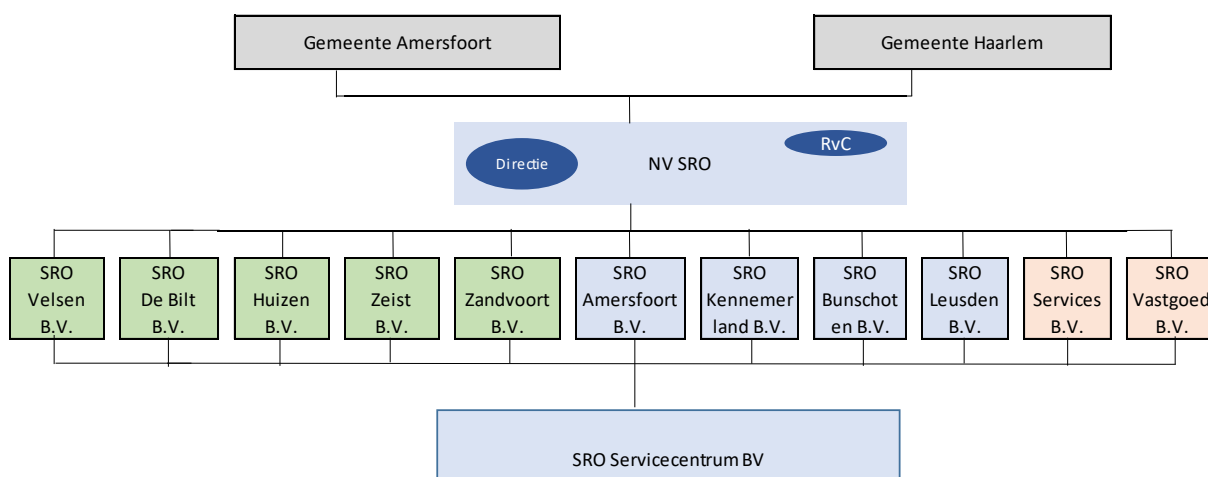 Gemeente Amersfoort
Gemeente Haarlem
Directie
RvC
NV SRO
SRO
Velsen
B.V.
SRO
De Bilt
B.V.
SRO
Huizen
B.V.
SRO
Zeist
B.V.
SRO
Zandvoort
B.V.
SRO
Amersfoort
B.V.
SRO
Kennemer
land B.V.
SRO
Bunschot
en B.V.
SRO
Leusden
B.V.
SRO
Services
B.V.
SRO
Vastgoed
B.V.
SRO Servicecentrum BV